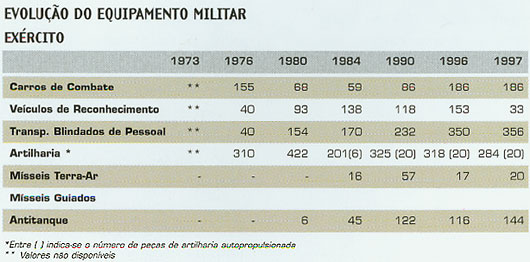 EVOLUÇÃO DO EQUIPAMENTO MILITAR
EXÉRCITO
1973 1976 1980 1984 1990 1996 1997
Carros de Combate ** 155 68 59 86 186 186
Veículos de Reconhecimento ** 40 93 138 118 153 33
Transp. Blindados de Pessoal ** 40 154 170 232 350 356
Artilharia * ** 310 422 201(6) 325 (20) 318 (20) 284 (20)
Mísseis Terra-Ar - - - 16 57 17 20
Mísseis Guiados
Antitanque - - 6 45 122 116 144
*Entre ( ) indica-se o número de peças de artilharia autopropulsionada
** Valores não disponíveis